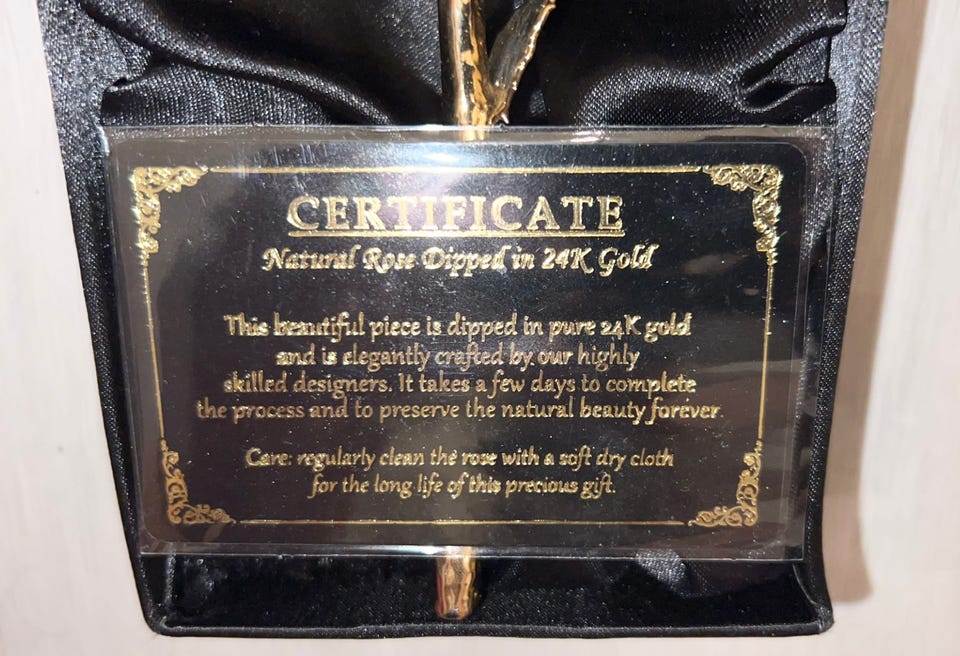 CERTIFICATE
Natural Rose Dipped in 24K Gold
This beautiful piece is dipped in pure 24K gold
and is elegantly crafted by our highly
skilled designers. It takes a few days to complete
the process and to preserve the natural beauty forever.
Care: regularly clean the rose with a soft dry cloth
for the long life of this precious gift.